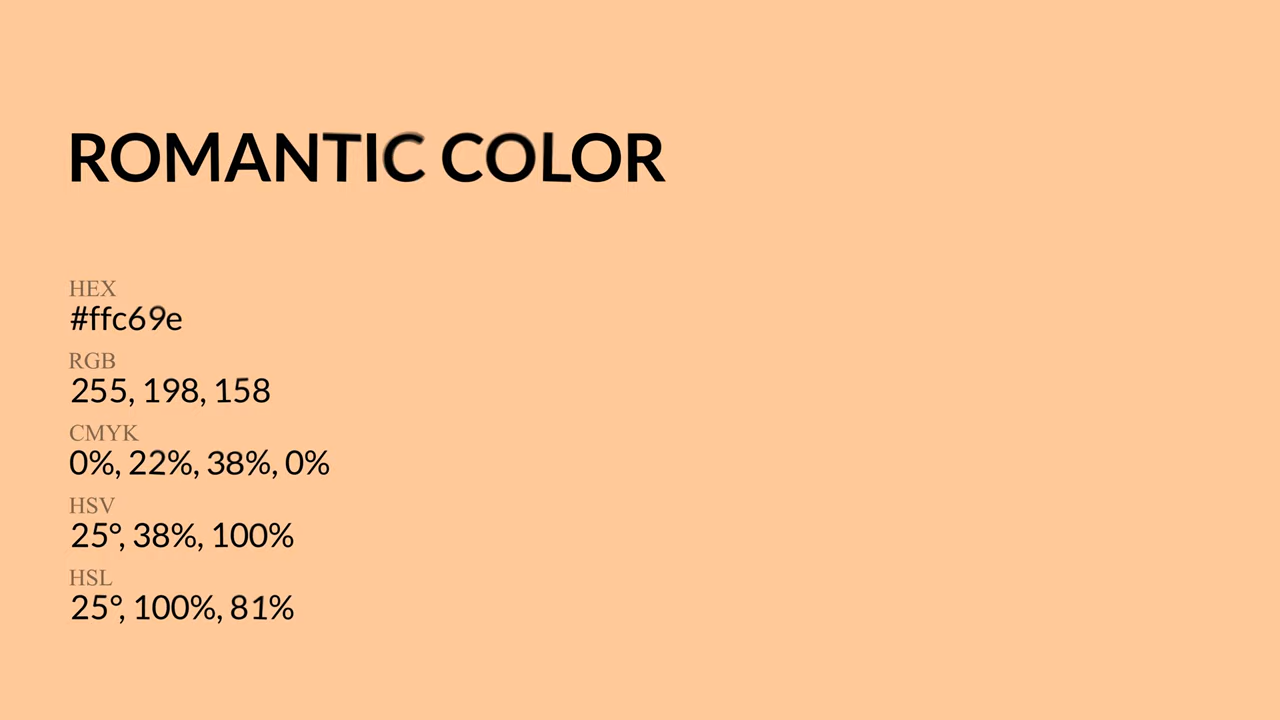 ROMANTIC COLOR
HEX
#ffc69e
RGB
255, 198, 158
CMYK
0%, 22%, 38%, 0%
HSV
25°, 38%, 100%
HSL
25°, 100%, 81%